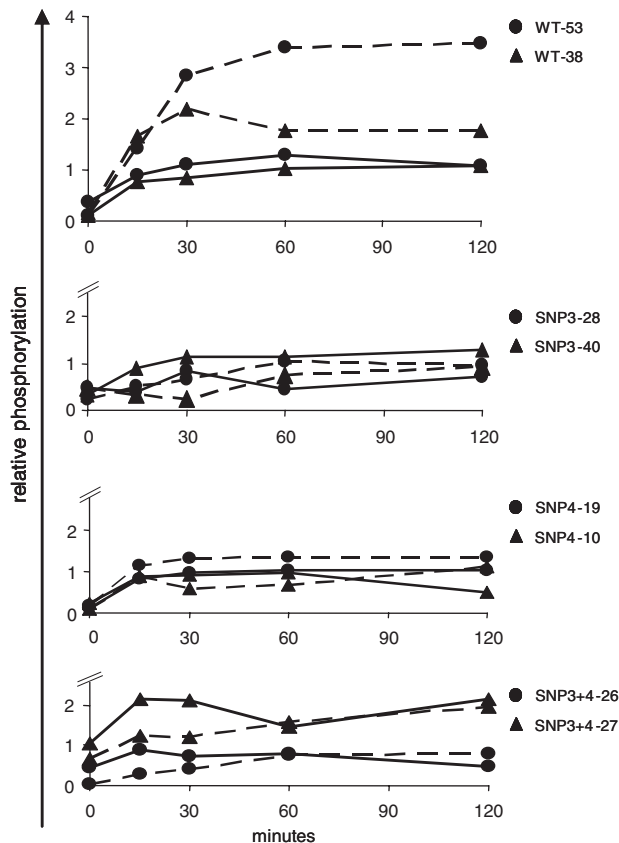 4
WT-53
3
WT-38
2
1
0
0 30 60 90 120
relative phosphorylation
2
SNP3-28
1
SNP3-40
0
0 30 60 90 120
2
SNP4-19
1
SNP4-10
0
0 30 60 90 120
2
SNP3+4-26
1
SNP3+4-27
0
0 30 60 90 120
minutes